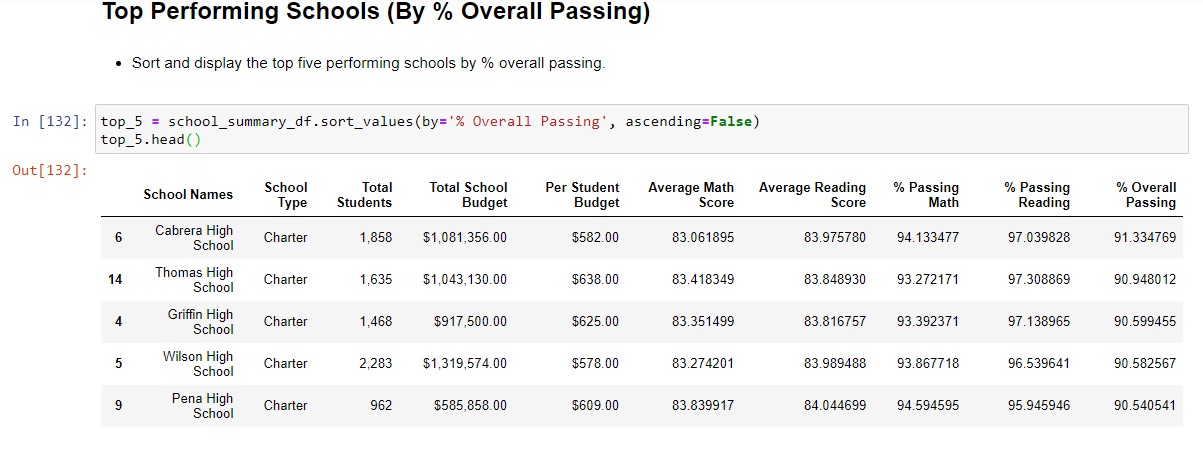 Top Performing Schools (By % Overall Passing)
• Sort and display the top five performing schools by % overall passing.
In [132]: top_5 = school_summary_df.sort_values(by='% Overall Passing', ascending=False)
top_5.head()
Out[132]:
School Names School Type Total Students Total School Budget Per Student Budget Average Math Score Average Reading Score % Passing Math % Passing Reading % Overall Passing
6 Cabrera High School Charter 1,858 $1,081,356.00 $582.00 83.061895 83.975780 94.133477 97.039828 91.334769
14 Thomas High School Charter 1,635 $1,043,130.00 $638.00 83.418349 83.848930 93.272171 97.308869 90.948012
4 Griffin High School Charter 1,468 $917,500.00 $625.00 83.351499 83.816757 93.392371 97.138965 90.599455
5 Wilson High School Charter 2,283 $1,319,574.00 $578.00 83.274201 83.989488 93.867718 96.539641 90.582567
9 Pena High School Charter 962 $585,858.00 $609.00 83.839917 84.044699 94.594595 95.945946 90.540541